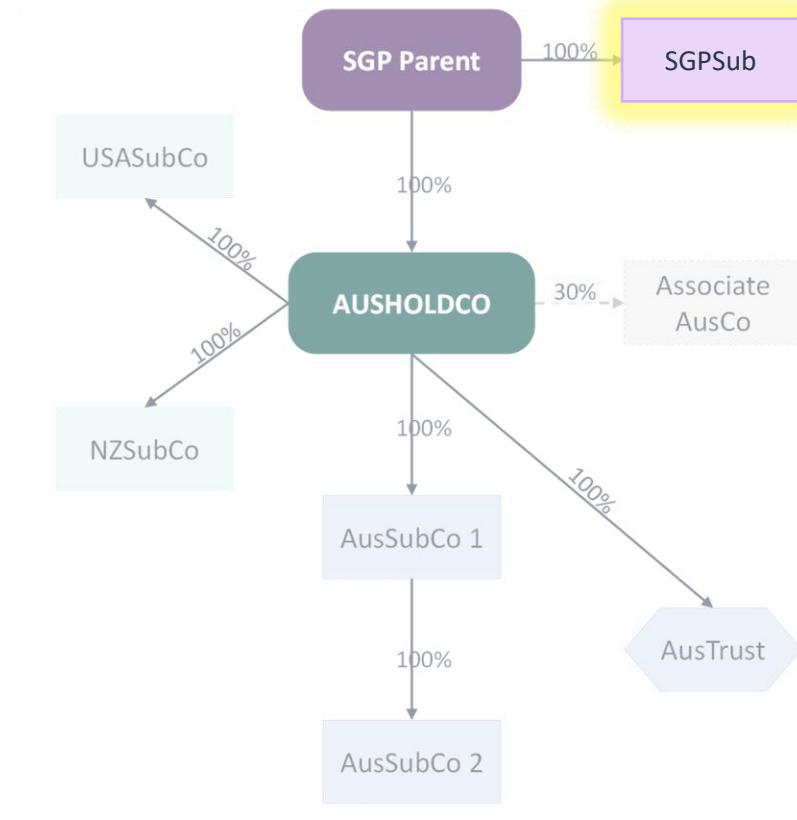 SGP Parent
100%
SGPSub
USASubCo
100%
100%
AUSHOLDCO
30%
Associate
AusCo
100%
NZSubCo
100%
100%
AusSubCo 1
AusTrust
100%
AusSubCo 2